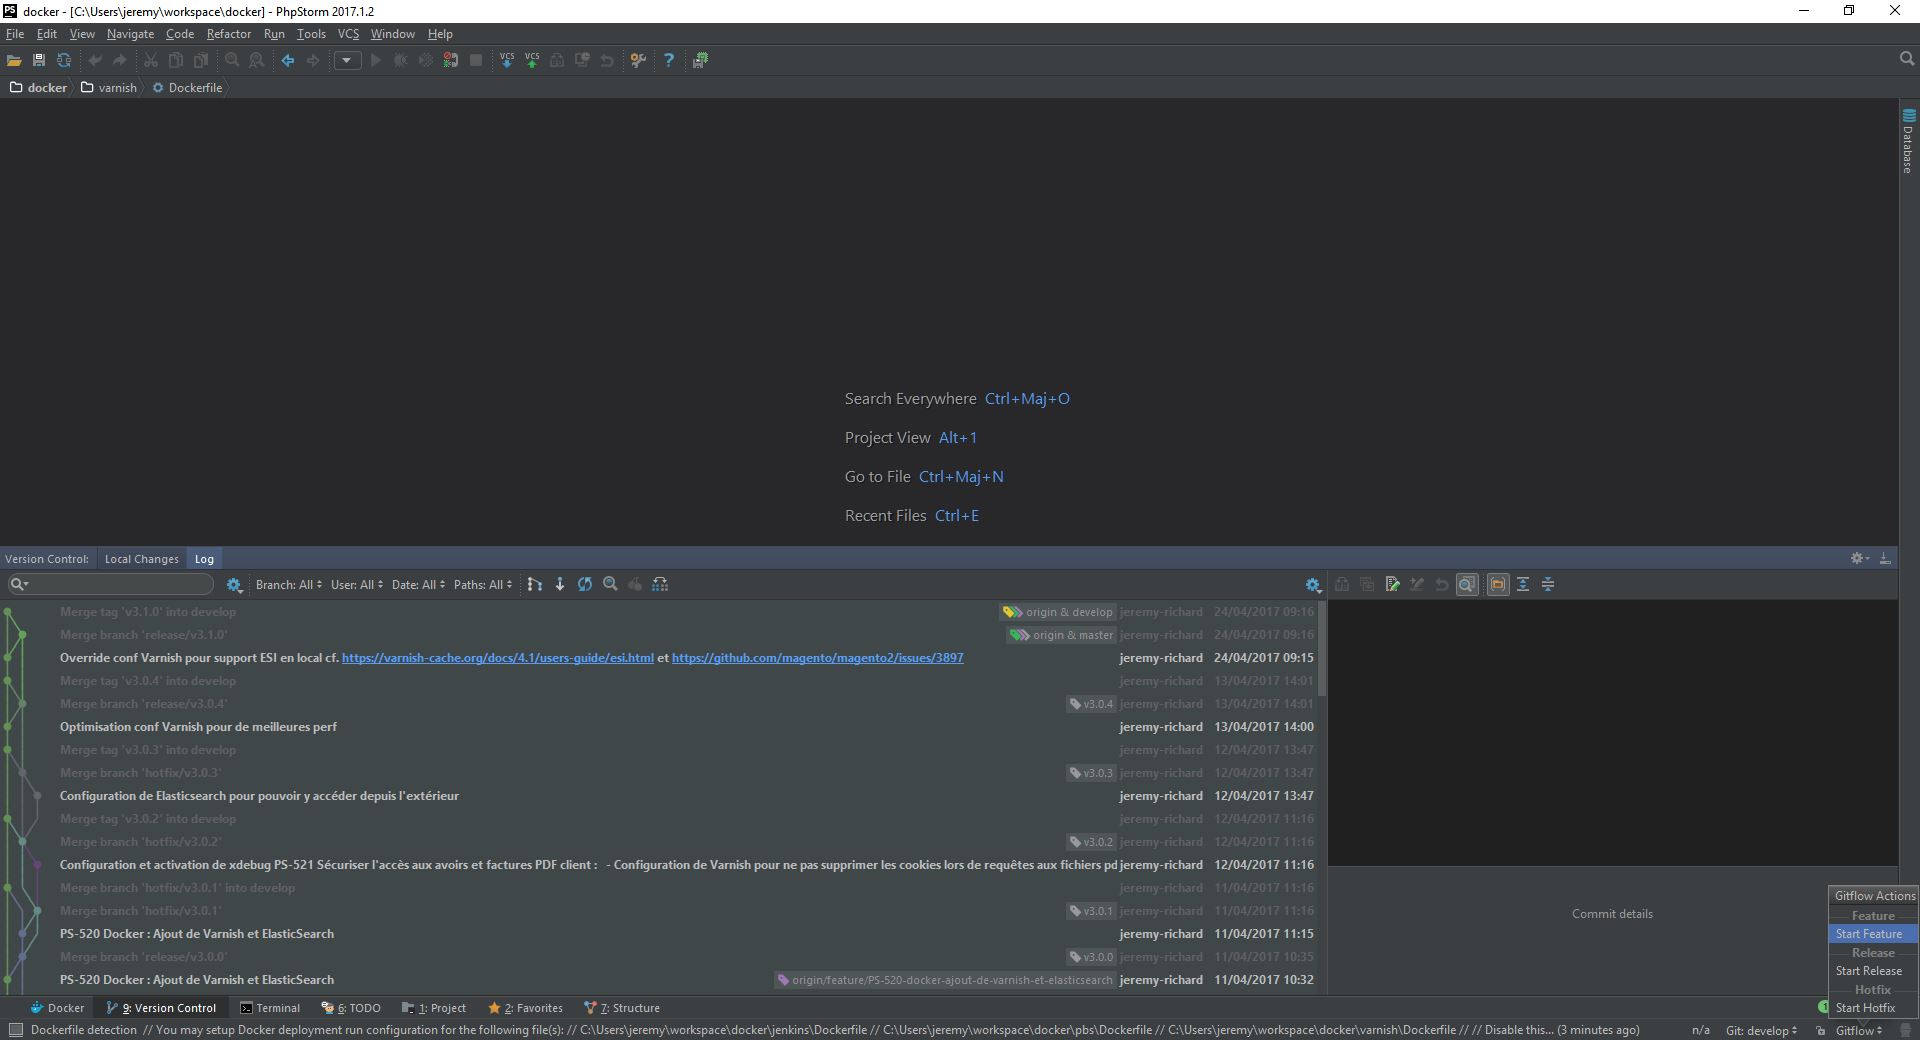 docker - [C:\Users\jeremy\workspace\docker] - PhpStorm 2017.1.2
File Edit View Navigate Code Refactor Run Tools VCS Window Help
VCS VCS
docker varnish Dockerfile
Database
Search Everywhere Ctrl+Maj+O
Project View Alt+1
Go to File Ctrl+Maj+N
Recent Files Ctrl+E
Version Control: Local Changes Log
Branch: All User: All Date: All Paths: All
Merge tag 'v3.1.0' into develop origin & develop jeremy-richard 24/04/2017 09:16
Merge branch 'release/v3.1.0' origin & master jeremy-richard 24/04/2017 09:16
Override conf Varnish pour support ESI en local cf. https://varnish-cache.org/docs/4.1/users-guide/esi.html et https://github.com/magento/magento2/issues/3897 jeremy-richard 24/04/2017 09:15
Merge tag 'v3.0.4' into develop jeremy-richard 13/04/2017 14:01
Merge branch 'release/v3.0.4' v3.0.4 jeremy-richard 13/04/2017 14:01
Optimisation conf Varnish pour de meilleures perf jeremy-richard 13/04/2017 14:00
Merge tag 'v3.0.3' into develop jeremy-richard 12/04/2017 13:47
Merge branch 'hotfix/v3.0.3' v3.0.3 jeremy-richard 12/04/2017 13:47
Configuration de Elasticsearch pour pouvoir y accéder depuis l'extérieur jeremy-richard 12/04/2017 13:47
Merge tag 'v3.0.2' into develop jeremy-richard 12/04/2017 11:16
Merge branch 'hotfix/v3.0.2' v3.0.2 jeremy-richard 12/04/2017 11:16
Configuration et activation de xdebug PS-521 Sécuriser l'accès aux avoirs et factures PDF client : - Configuration de Varnish pour ne pas supprimer les cookies lors de requêtes aux fichiers pd jeremy-richard 12/04/2017 11:16
Merge branch 'hotfix/v3.0.1' into develop jeremy-richard 11/04/2017 11:16
Merge branch 'hotfix/v3.0.1' v3.0.1 jeremy-richard 11/04/2017 11:16
PS-520 Docker : Ajout de Varnish et ElasticSearch jeremy-richard 11/04/2017 11:15
Merge branch 'release/v3.0.0' v3.0.0 jeremy-richard 11/04/2017 10:35
PS-520 Docker : Ajout de Varnish et ElasticSearch origin/feature/PS-520-docker-ajout-de-varnish-et-elasticsearch jeremy-richard 11/04/2017 10:32
Commit details
Gitflow Actions
Feature
Start Feature
Release
Start Release
Hotfix
Start Hotfix
Docker 9: Version Control Terminal 6: TODO 1: Project 2: Favorites 7: Structure 1
Dockerfile detection // You may setup Docker deployment run configuration for the following file(s): // C:\Users\jeremy\workspace\docker\jenkins\Dockerfile // C:\Users\jeremy\workspace\docker\pbs\Dockerfile // C:\Users\jeremy\workspace\docker\varnish\Dockerfile // // Disable this... (3 minutes ago) n/a Git: develop Gitflow